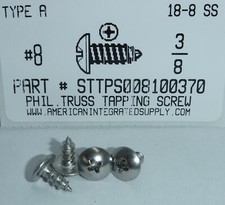 TYPE A 18-8 SS
#8 3/8
PART # STTPS008100370
PHIL.TRUSS TAPPING SCREW
WWW.AMERICANINTEGRATEDSUPPLY.COM